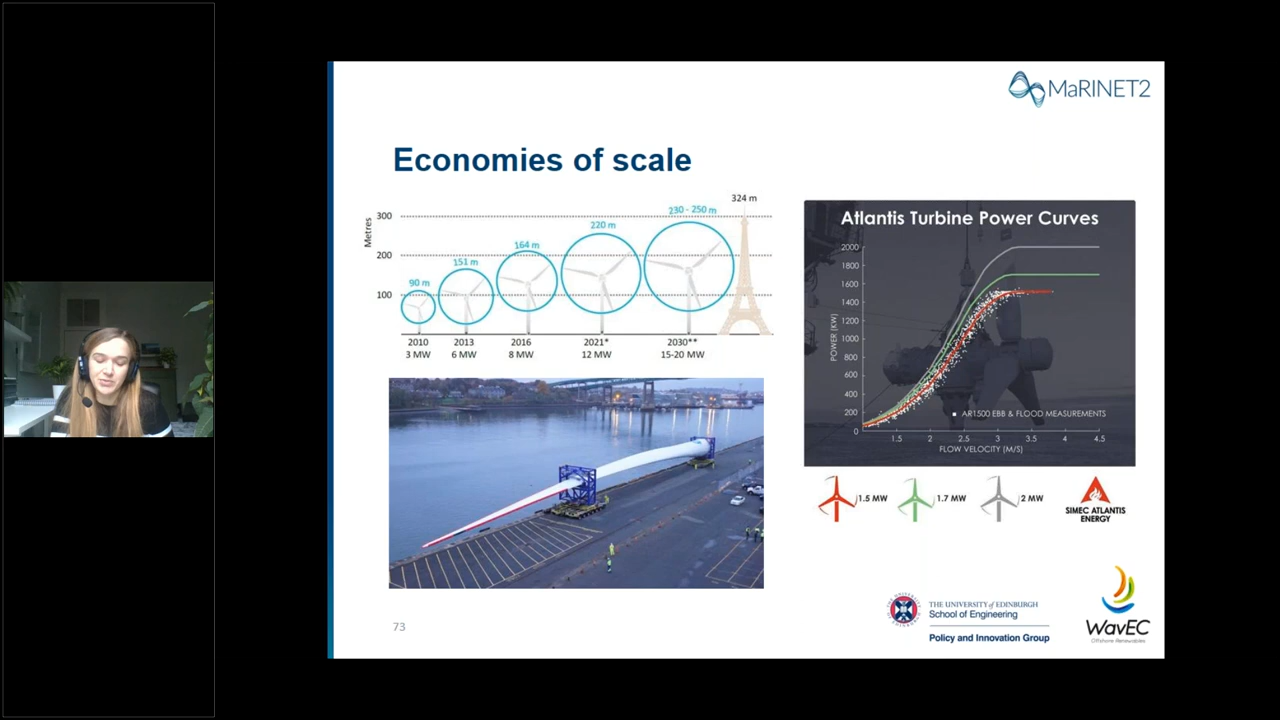 MaRINET2
Economies of scale
Metres
300
200
100
90 m
151 m
164 m
220 m
230 - 250 m
324 m
2010
3 MW
2013
6 MW
2016
8 MW
2021*
12 MW
2030**
15-20 MW
Atlantis Turbine Power Curves
POWER (KW)
2000
1800
1600
1400
1200
1000
800
600
400
200
0
AR1500 EBB & FLOOD MEASUREMENTS
1.5 2 2.5 3 3.5 4 4.5
FLOW VELOCITY (M/S)
1.5 MW
1.7 MW
2 MW
SIMEC ATLANTIS
ENERGY
73
THE UNIVERSITY of EDINBURGH
School of Engineering
Policy and Innovation Group
WavEC
Offshore Renewables